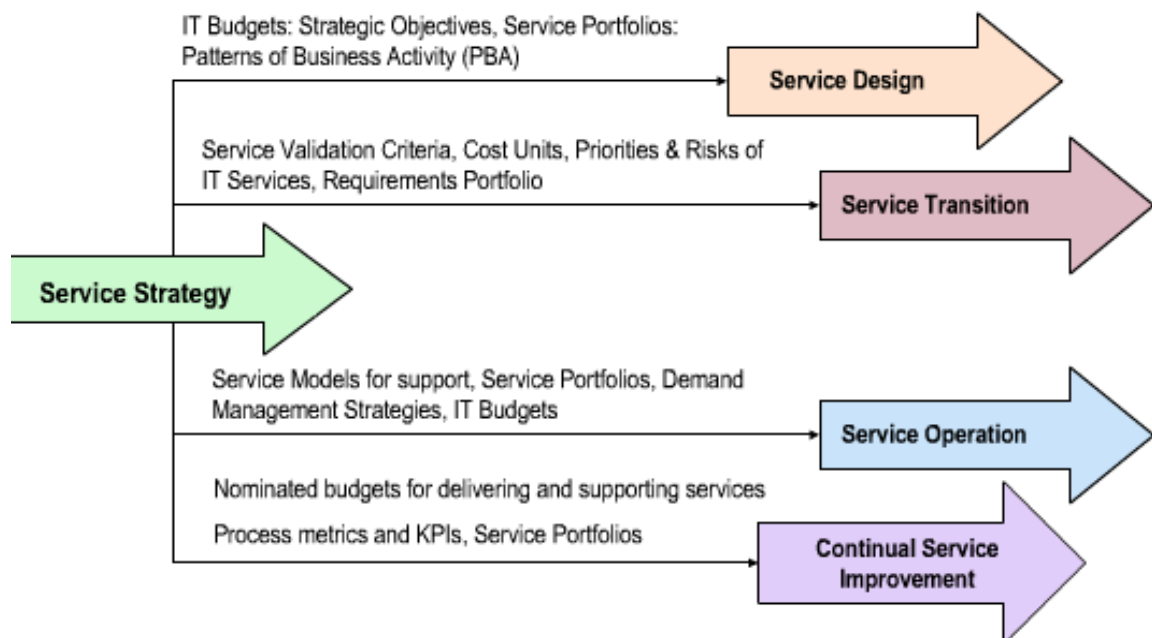 IT Budgets: Strategic Objectives, Service Portfolios:
Patterns of Business Activity (PBA)
Service Design
Service Validation Criteria, Cost Units, Priorities & Risks of
IT Services, Requirements Portfolio
Service Transition
Service Strategy
Service Models for support, Service Portfolios, Demand
Management Strategies, IT Budgets
Service Operation
Nominated budgets for delivering and supporting services
Process metrics and KPIs, Service Portfolios
Continual Service
Improvement